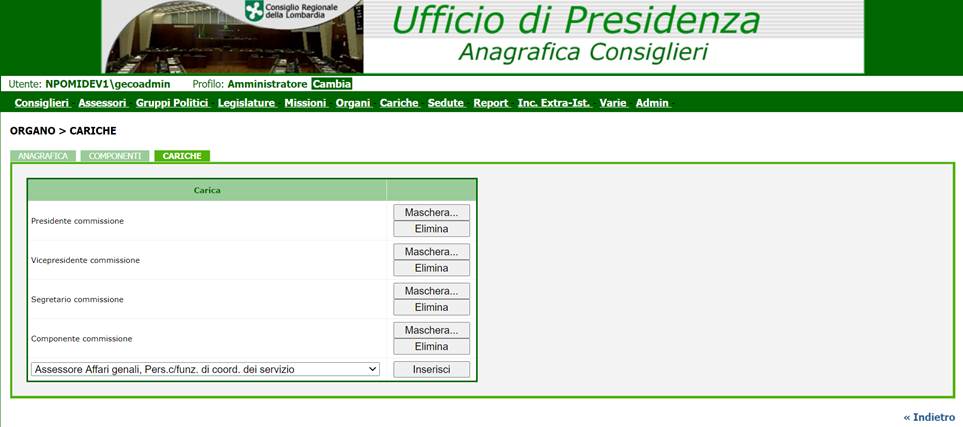 Consiglio Regionale
della Lombardia
Ufficio di Presidenza
Anagrafica Consiglieri
Utente: NPOMIDEV1\gecoadmin Profilo: Amministratore Cambia
Consiglieri Assessori Gruppi Politici Legislature Missioni Organi Cariche Sedute Report Inc. Extra-Ist. Varie Admin
ORGANO > CARICHE
ANAGRAFICA COMPONENTI CARICHE
Carica
Presidente commissione
Maschera...
Elimina
Vicepresidente commissione
Maschera...
Elimina
Segretario commissione
Maschera...
Elimina
Componente commissione
Maschera...
Elimina
Assessore Affari genali, Pers.c/funz. di coord. dei servizio Inserisci
« Indietro